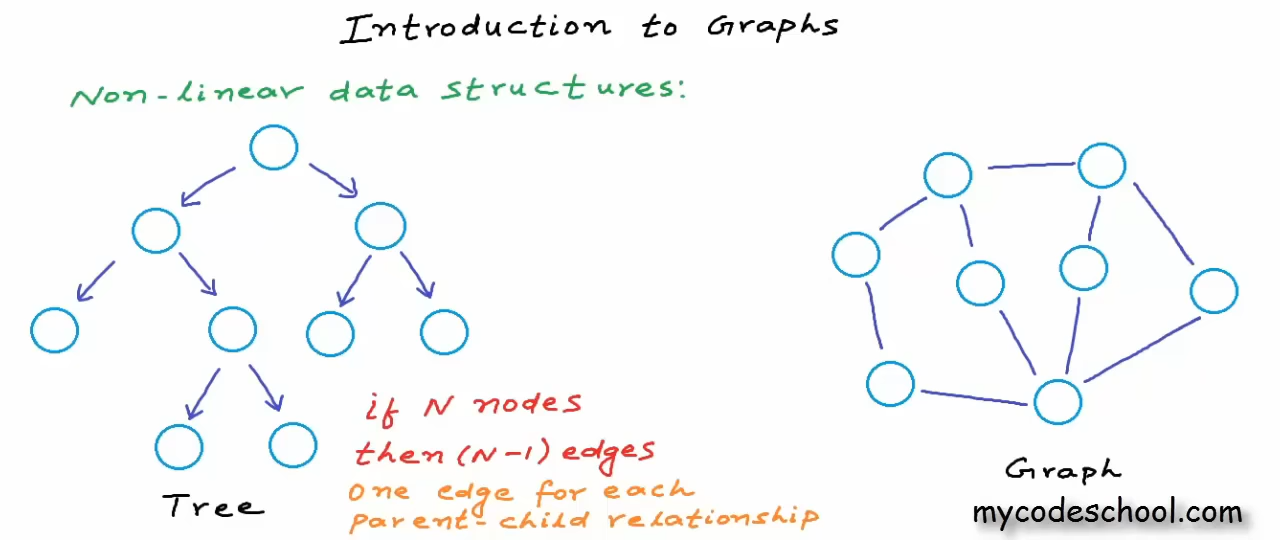 Introduction to Graphs
Non-linear data structures:
if N nodes
then (N-1) edges
one edge for each
parent-child relationship
Tree
Graph
mycodeschool.com